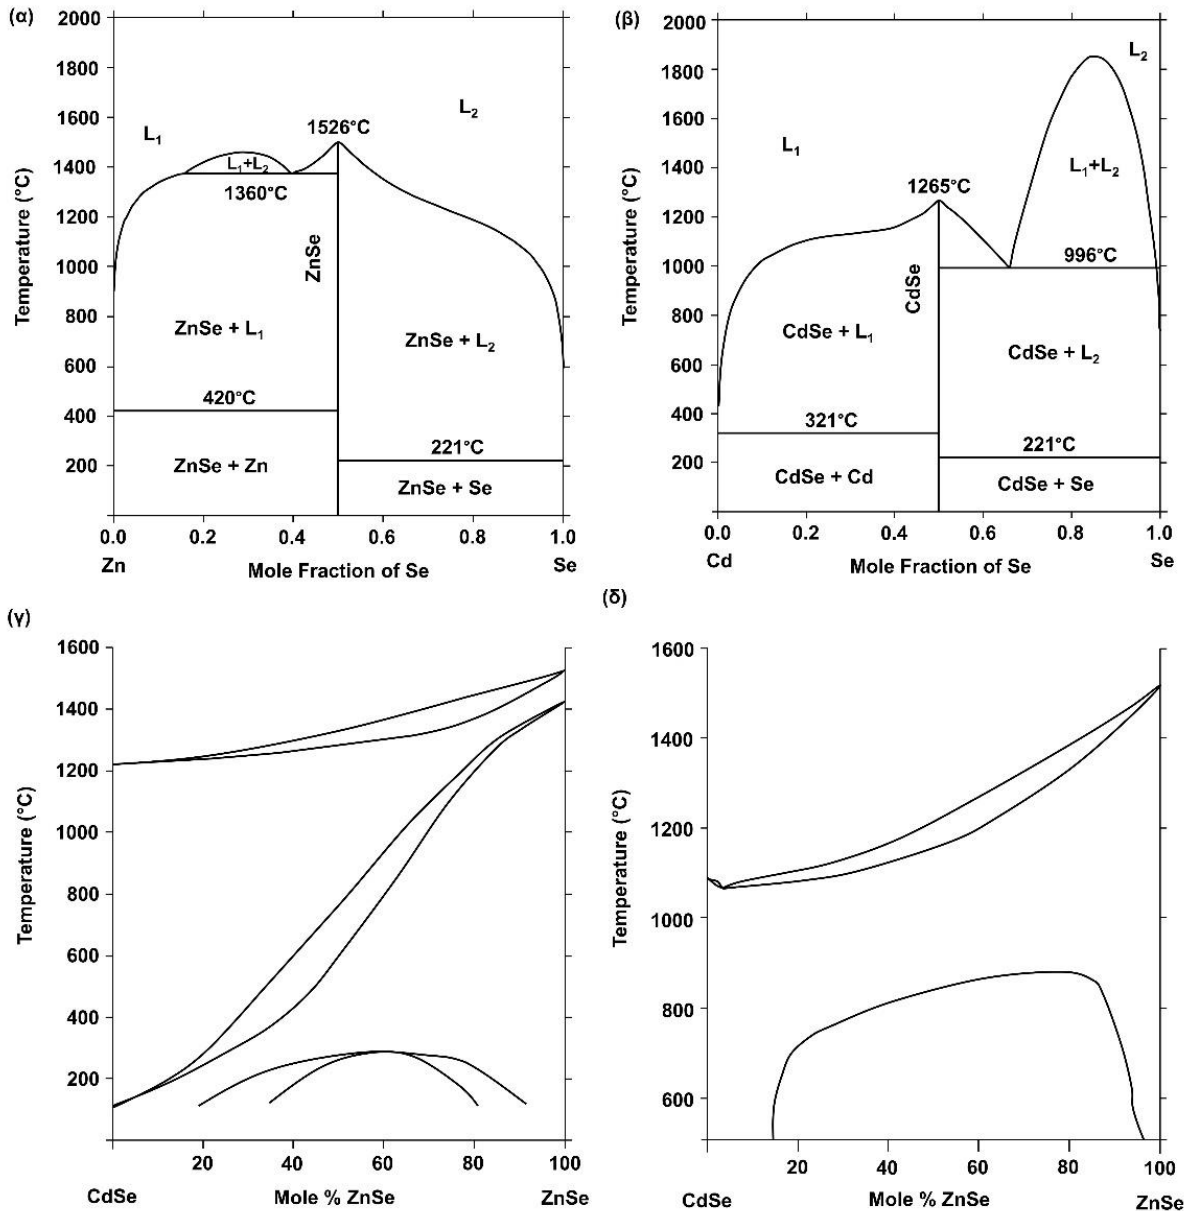 (α)
2000
1800
1600
1400
1200
1000
800
600
400
200
Temperature (°C)
L₁
L₂
1526°C
L₁+L₂
1360°C
ZnSe
ZnSe + L₁
ZnSe + L₂
420°C
221°C
ZnSe + Zn
ZnSe + Se
0.0 0.2 0.4 0.6 0.8 1.0
Zn Mole Fraction of Se Se
(β)
2000
1800
1600
1400
1200
1000
800
600
400
200
Temperature (°C)
L₂
L₁
L₁+L₂
1265°C
996°C
CdSe
CdSe + L₁
CdSe + L₂
321°C
221°C
CdSe + Cd
CdSe + Se
0.0 0.2 0.4 0.6 0.8 1.0
Cd Mole Fraction of Se Se
(γ)
1600
1400
1200
1000
800
600
400
200
Temperature (°C)
20 40 60 80 100
CdSe Mole % ZnSe ZnSe
(δ)
1600
1400
1200
1000
800
600
Temperature (°C)
20 40 60 80 100
CdSe Mole % ZnSe ZnSe